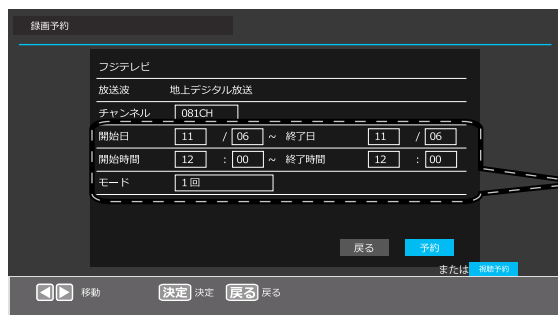 録画予約
フジテレビ
放送波 地上デジタル放送
チャンネル 081CH
開始日 11 / 06 ~ 終了日 11 / 06
開始時間 12 : 00 ~ 終了時間 12 : 00
モード 1回
戻る 予約
または 視聴予約
移動 決定 決定 戻る 戻る